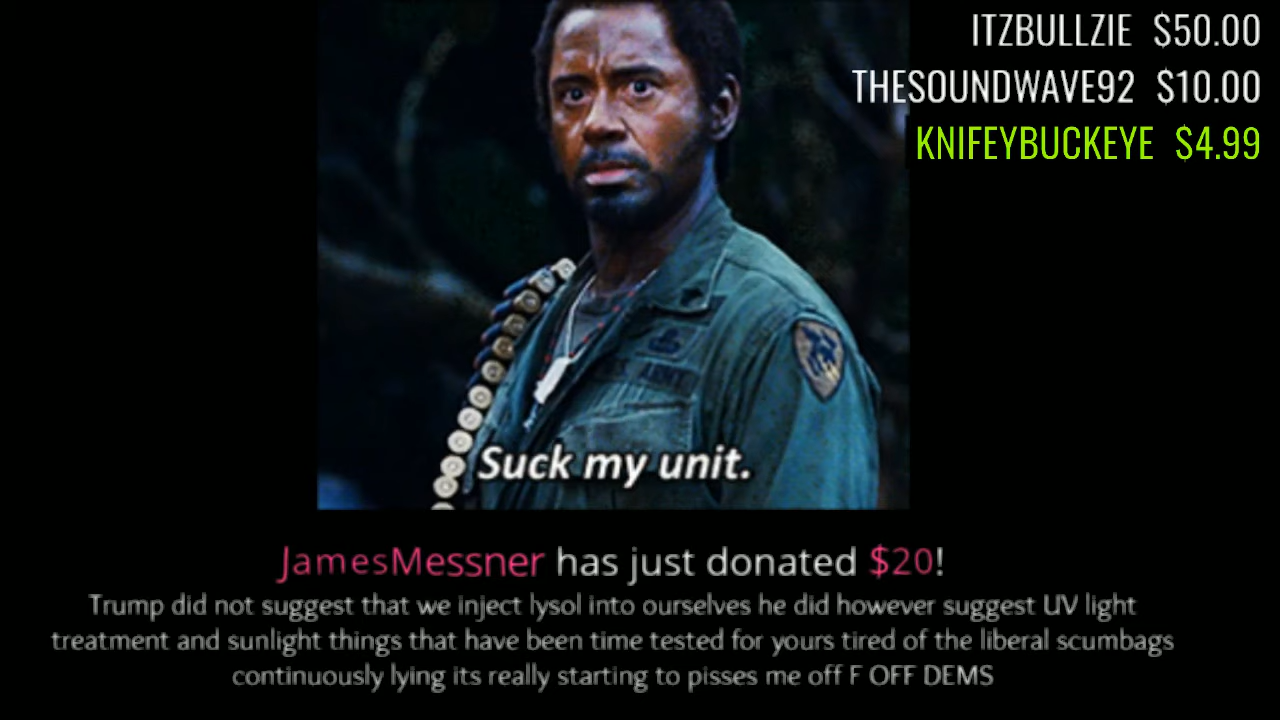 ITZBULLZIE $50.00
THESOUNDWAVE92 $10.00
KNIFEYBUCKEYE $4.99
Suck my unit.
JamesMessner has just donated $20!
Trump did not suggest that we inject lysol into ourselves he did however suggest UV light
treatment and sunlight things that have been time tested for yours tired of the liberal scumbags
continuously lying its really starting to pisses me off F OFF DEMS